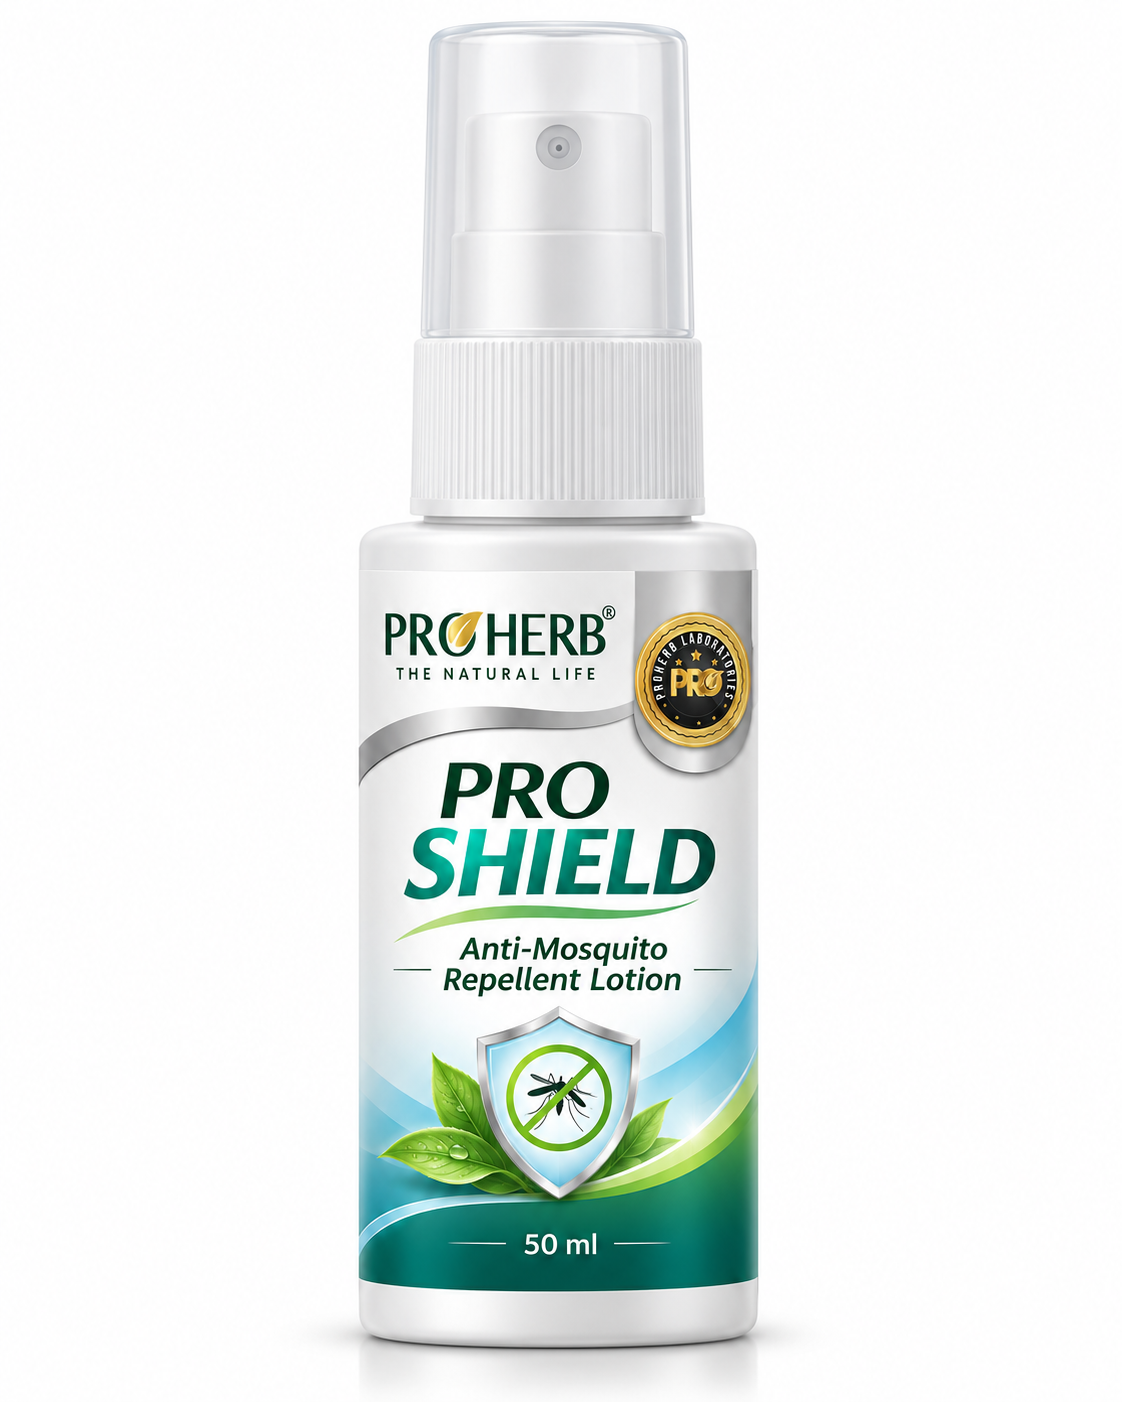 PROHERB®
THE NATURAL LIFE
PROHERB LABORATORIES
PRO
PRO
SHIELD
Anti-Mosquito
Repellent Lotion
50 ml